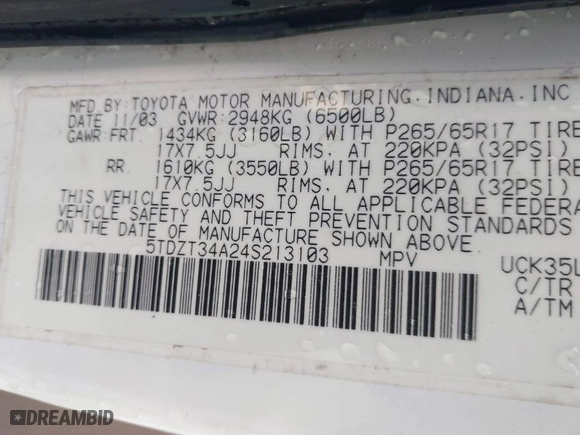 MFD BY: TOYOTA MOTOR MANUFACTURING. INDIANA. INC
DATE 11/03 GVWR: 2948KG (6500LB)
GAWR: FRT. 1434KG (3160LB) WITH P265/65R17 TIRE
17X7.5JJ RIMS. AT 220KPA (32PSI)
RR. 1610KG (3550LB) WITH P265/65R17 TIRE
17X7.5JJ RIMS. AT 220KPA (32PSI)
THIS VEHICLE CONFORMS TO ALL APPLICABLE FEDERA
VEHICLE SAFETY AND THEFT PREVENTION STANDARDS
ON THE DATE OF MANUFACTURE SHOWN ABOVE.
5TDZT34A24S213103 MPV UCK35L
C/TR
A/TM
DREAMBID